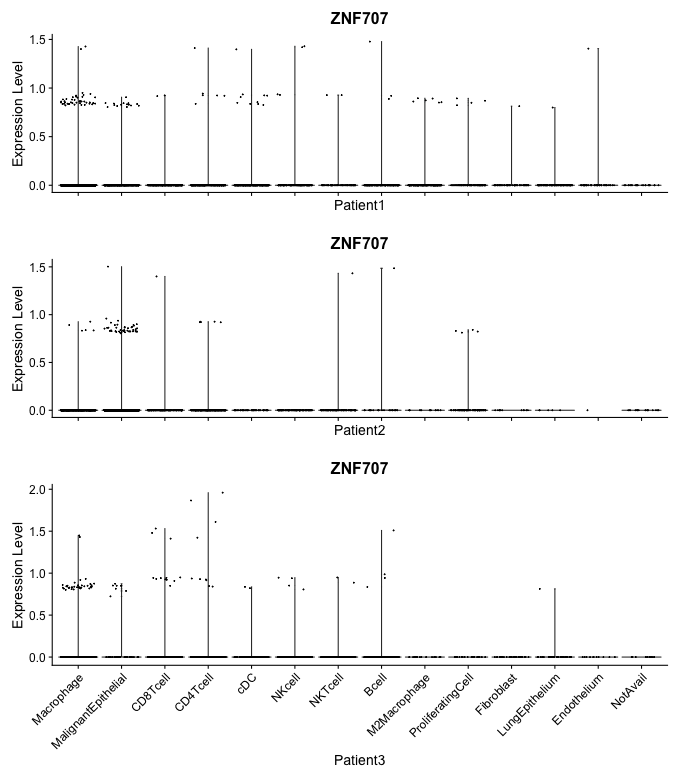 ZNF707
1.5
1.0
0.5
0.0
Expression Level
Patient1
ZNF707
1.5
1.0
0.5
0.0
Expression Level
Patient2
ZNF707
2.0
1.5
1.0
0.5
0.0
Expression Level
Macrophage
MalignantEpithelial
CD8Tcell
CD4Tcell
cDC
NKcell
NKTcell
Bcell
M2Macrophage
ProliferatingCell
Fibroblast
LungEpithelium
Endothelium
NotAvail
Patient3